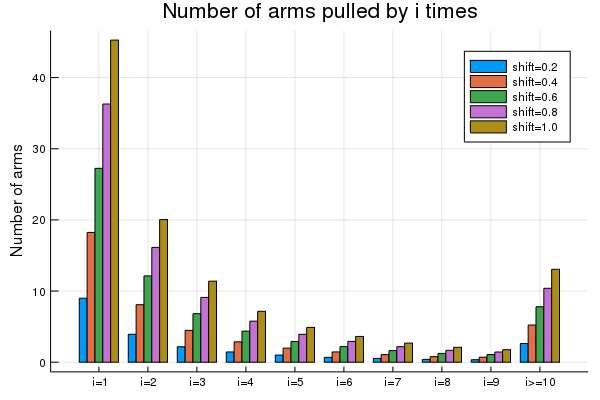 Number of arms pulled by i times
Number of arms
40
30
20
10
0
shift=0.2
shift=0.4
shift=0.6
shift=0.8
shift=1.0
i=1 i=2 i=3 i=4 i=5 i=6 i=7 i=8 i=9 i>=10